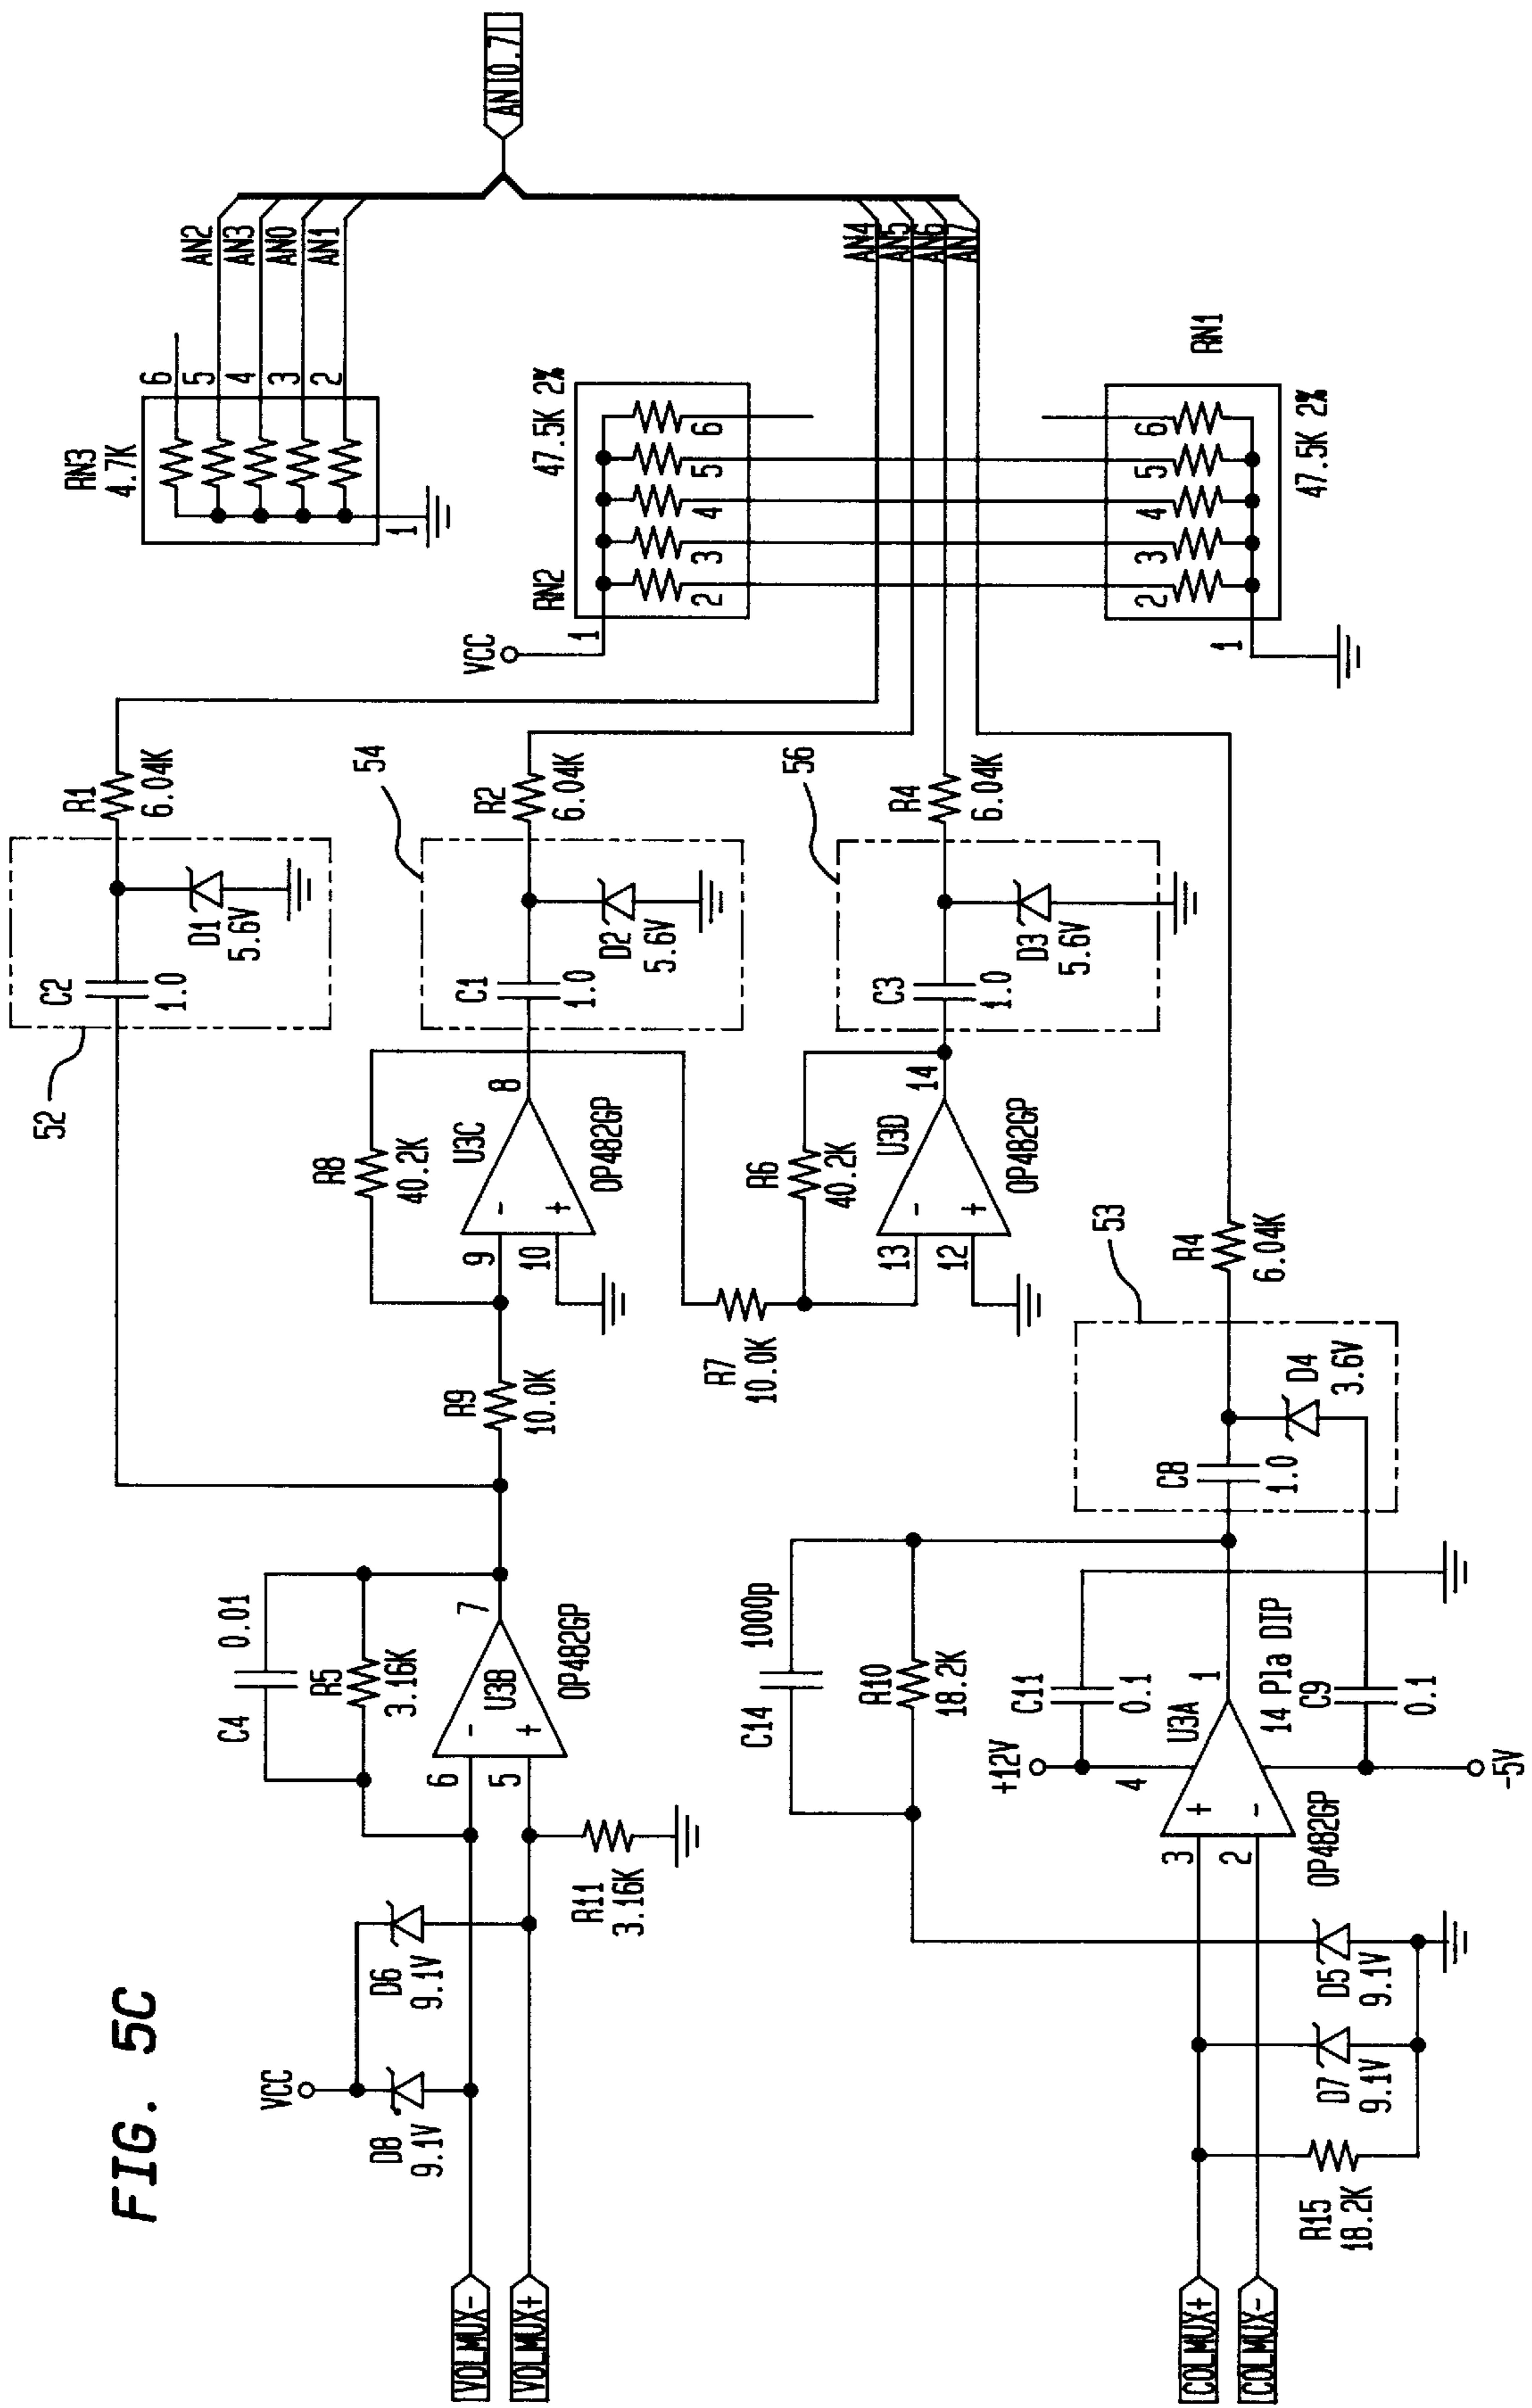 FIG. 5C
VOLMUX-
VOLMUX+
VCC
D8
9.1V
D6
9.1V
R11
3.16K
C4
0.01
R5
3.16K
6
5
-
+
U3B
7
OP482GP
R9
10.0K
R8
40.2K
9
10
-
+
U3C
8
OP482GP
52
C2
1.0
D1
5.6V
R1
6.04K
54
C1
1.0
D2
5.6V
R2
6.04K
R7
10.0K
R6
40.2K
13
12
-
+
U3D
14
OP482GP
56
C3
1.0
D3
5.6V
R4
6.04K
COLMUX+
COLMUX-
R15
18.2K
D7
9.1V
D5
9.1V
3
2
+
-
OP482GP
U3A
1
14 Pla DIP
+12V
4
C11
0.1
C9
0.1
-5V
C14
1000p
R10
18.2K
53
C8
1.0
D4
3.6V
R4
6.04K
VCC
1
RN2
47.5K 2%
2
3
4
5
6
RN1
47.5K 2%
1
2
3
4
5
6
RN3
4.7K
1
6
5
4
3
2
AN2
AN3
AN0
AN1
AN4
AN5
AN6
AN7
AN|0.7|